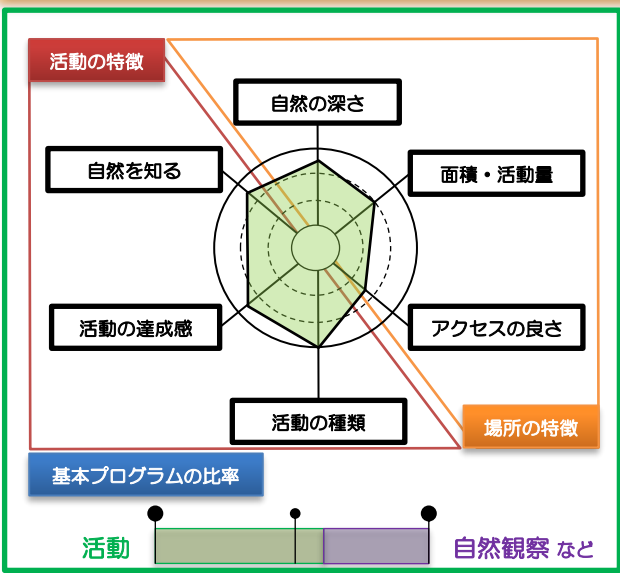 活動の特徴
自然の深さ
自然を知る
面積・活動量
活動の達成感
アクセスの良さ
活動の種類
場所の特徴
基本プログラムの比率
活動
自然観察 など